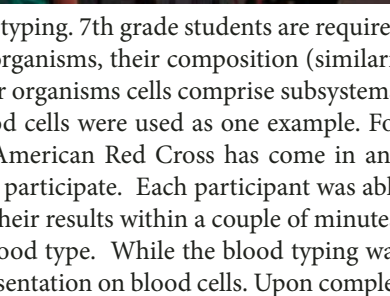 typing. 7th grade students are require
organisms, their composition (similari
r organisms cells comprise subsystem
d cells were used as one example. Fo
American Red Cross has come in an
participate. Each participant was abl
heir results within a couple of minute
ood type. While the blood typing wa
sentation on blood cells. Upon comple